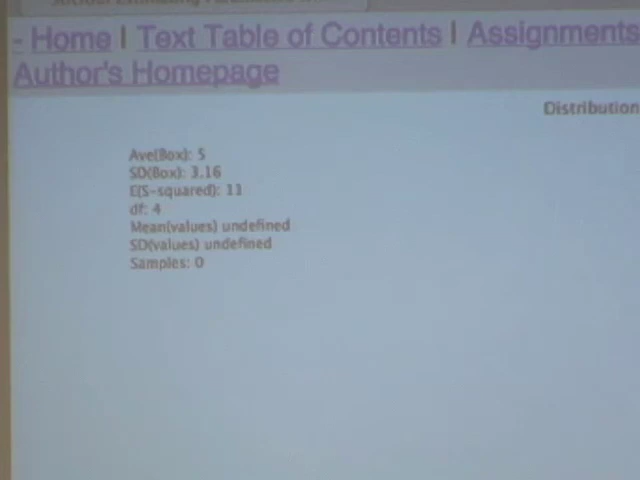 - Home | Text Table of Contents | Assignments
Author's Homepage
Distribution
Ave(Box): 5
SD(Box): 3.16
E(S-squared): 11
df: 4
Mean(values) undefined
SD(values) undefined
Samples: 0